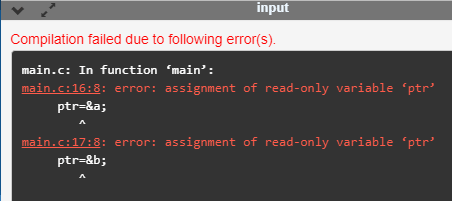 input
Compilation failed due to following error(s).
main.c: In function ‘main’:
main.c:16:8: error: assignment of read-only variable ‘ptr’
ptr=&a;
^
main.c:17:8: error: assignment of read-only variable ‘ptr’
ptr=&b;
^